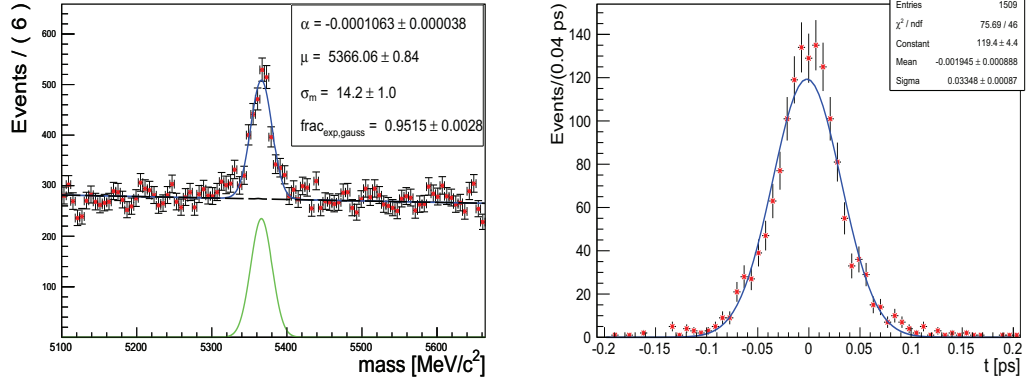 Events / ( 6 )
600
500
400
300
200
100
α = -0.0001063 ± 0.000038
μ = 5366.06 ± 0.84
σm = 14.2 ± 1.0
fracexp,gauss = 0.9515 ± 0.0028
5100 5200 5300 5400 5500 5600
mass [MeV/c²]
Events/(0.04 ps)
140
120
100
80
60
40
20
0
Entries 1509
χ² / ndf 75.69 / 46
Constant 119.4 ± 4.4
Mean -0.001945 ± 0.000888
Sigma 0.03348 ± 0.00087
-0.2 -0.15 -0.1 -0.05 0 0.05 0.1 0.15 0.2
t [ps]